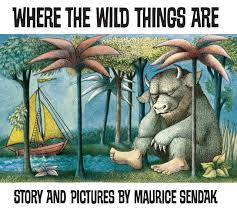 WHERE THE WILD THINGS ARE
STORY AND PICTURES BY MAURICE SENDAK